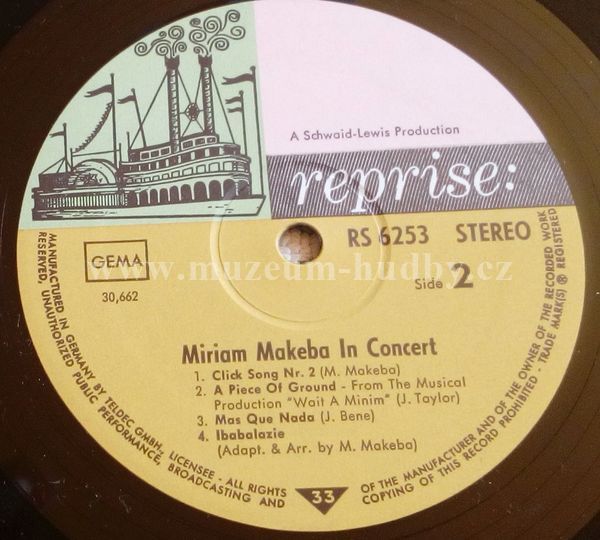 A Schwaid-Lewis Production
reprise:
RS 6253 STEREO
GEMA
30,662
Side 2
www.muzeum-hudby.cz
Miriam Makeba In Concert
1. Click Song Nr. 2 (M. Makeba)
2. A Piece Of Ground - From The Musical
Production "Wait A Minim" (J. Taylor)
3. Mas Que Nada (J. Bene)
4. Ibabalazie
(Adapt. & Arr. by M. Makeba)
33
MANUFACTURED IN GERMANY BY TELDEC GMBH., LICENSEE - ALL RIGHTS
RESERVED, UNAUTHORIZED PUBLIC PERFORMANCE, BROADCASTING AND
OF THE MANUFACTURER AND OF THE OWNER OF THE RECORDED WORK
COPYING OF THIS RECORD PROHIBITED - TRADE MARK(S) ® REGISTERED